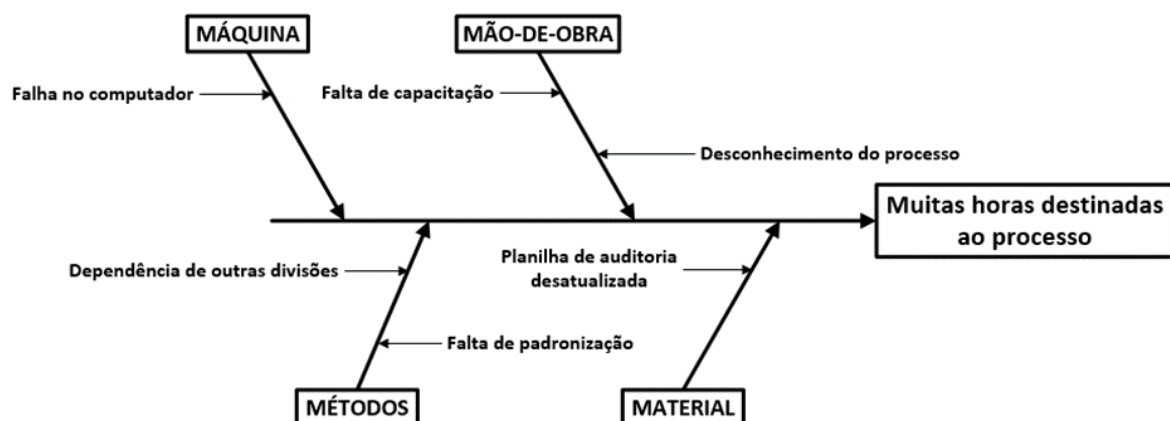 MÁQUINA
MÃO-DE-OBRA
Falha no computador
Falta de capacitação
Desconhecimento do processo
Muitas horas destinadas
ao processo
Dependência de outras divisões
Planilha de auditoria
desatualizada
Falta de padronização
MÉTODOS
MATERIAL